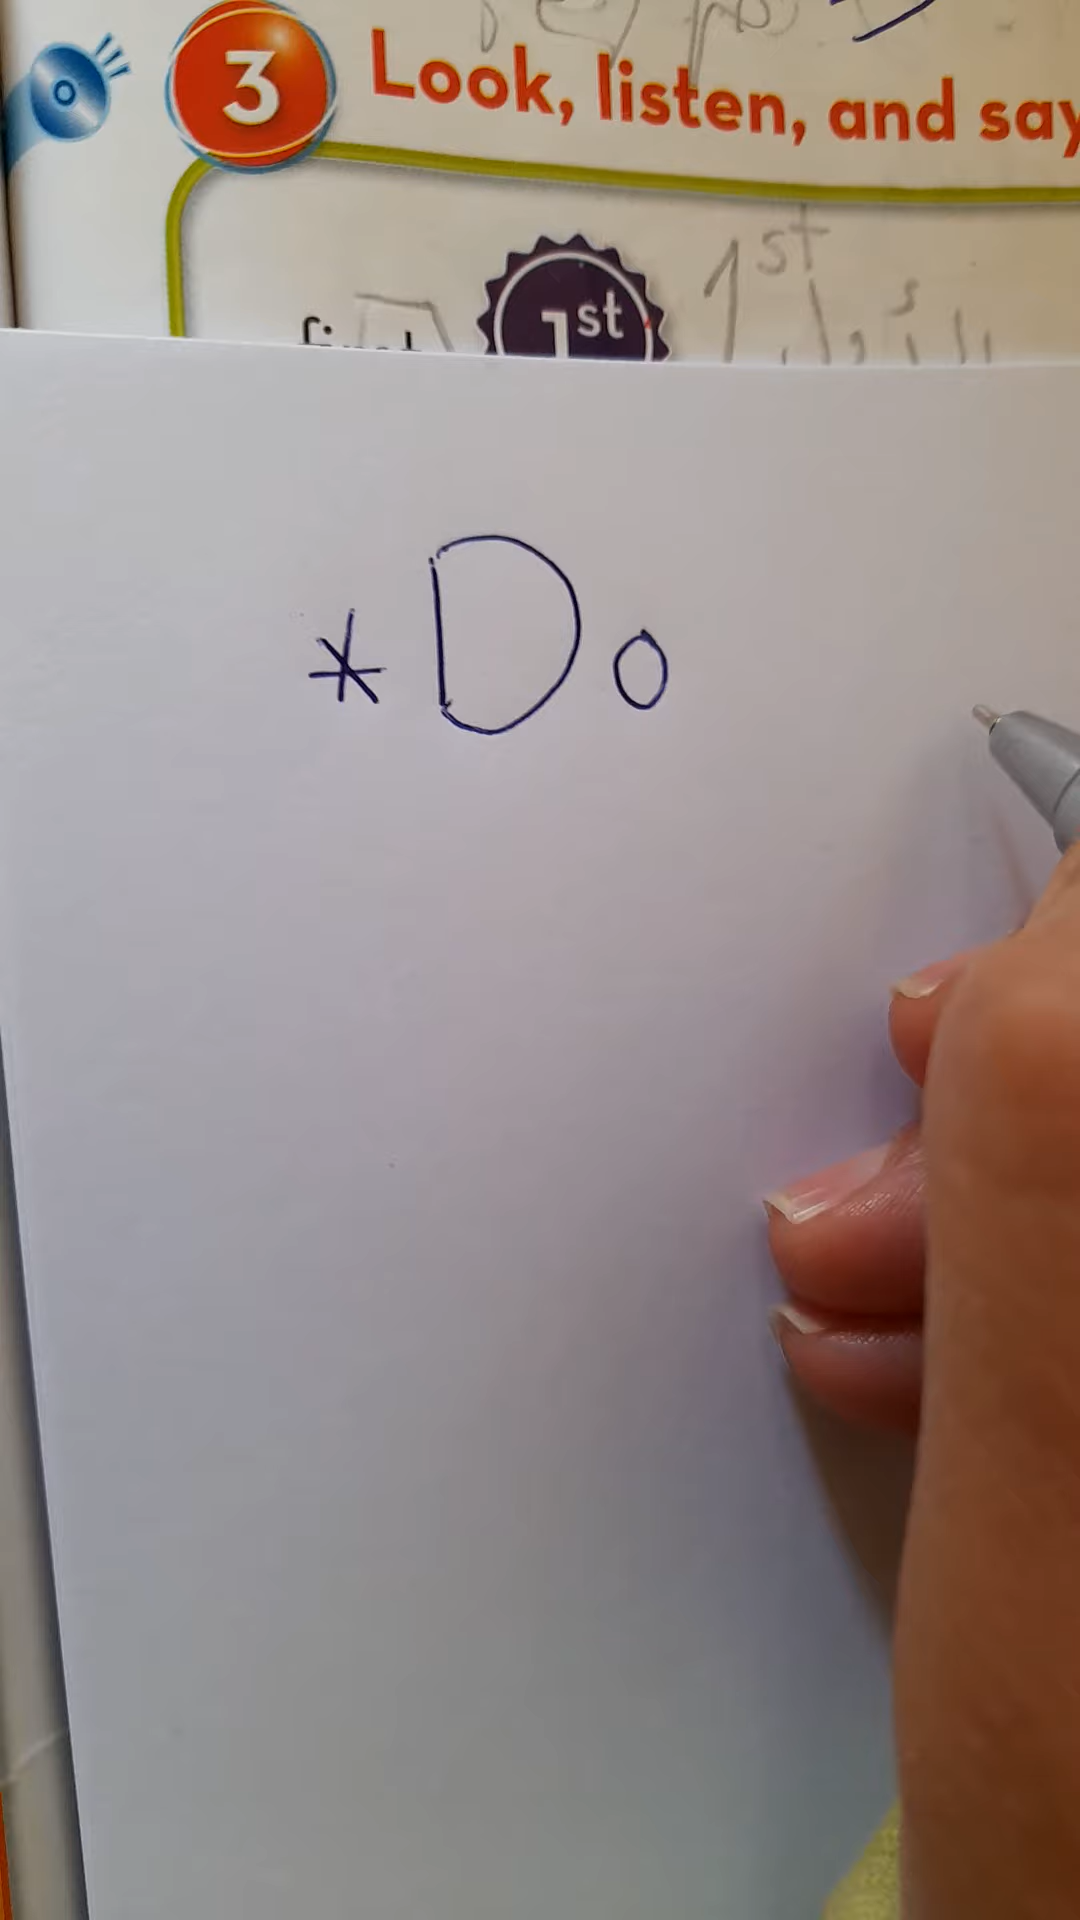 3 Look, listen, and say
1st 1st
* Do